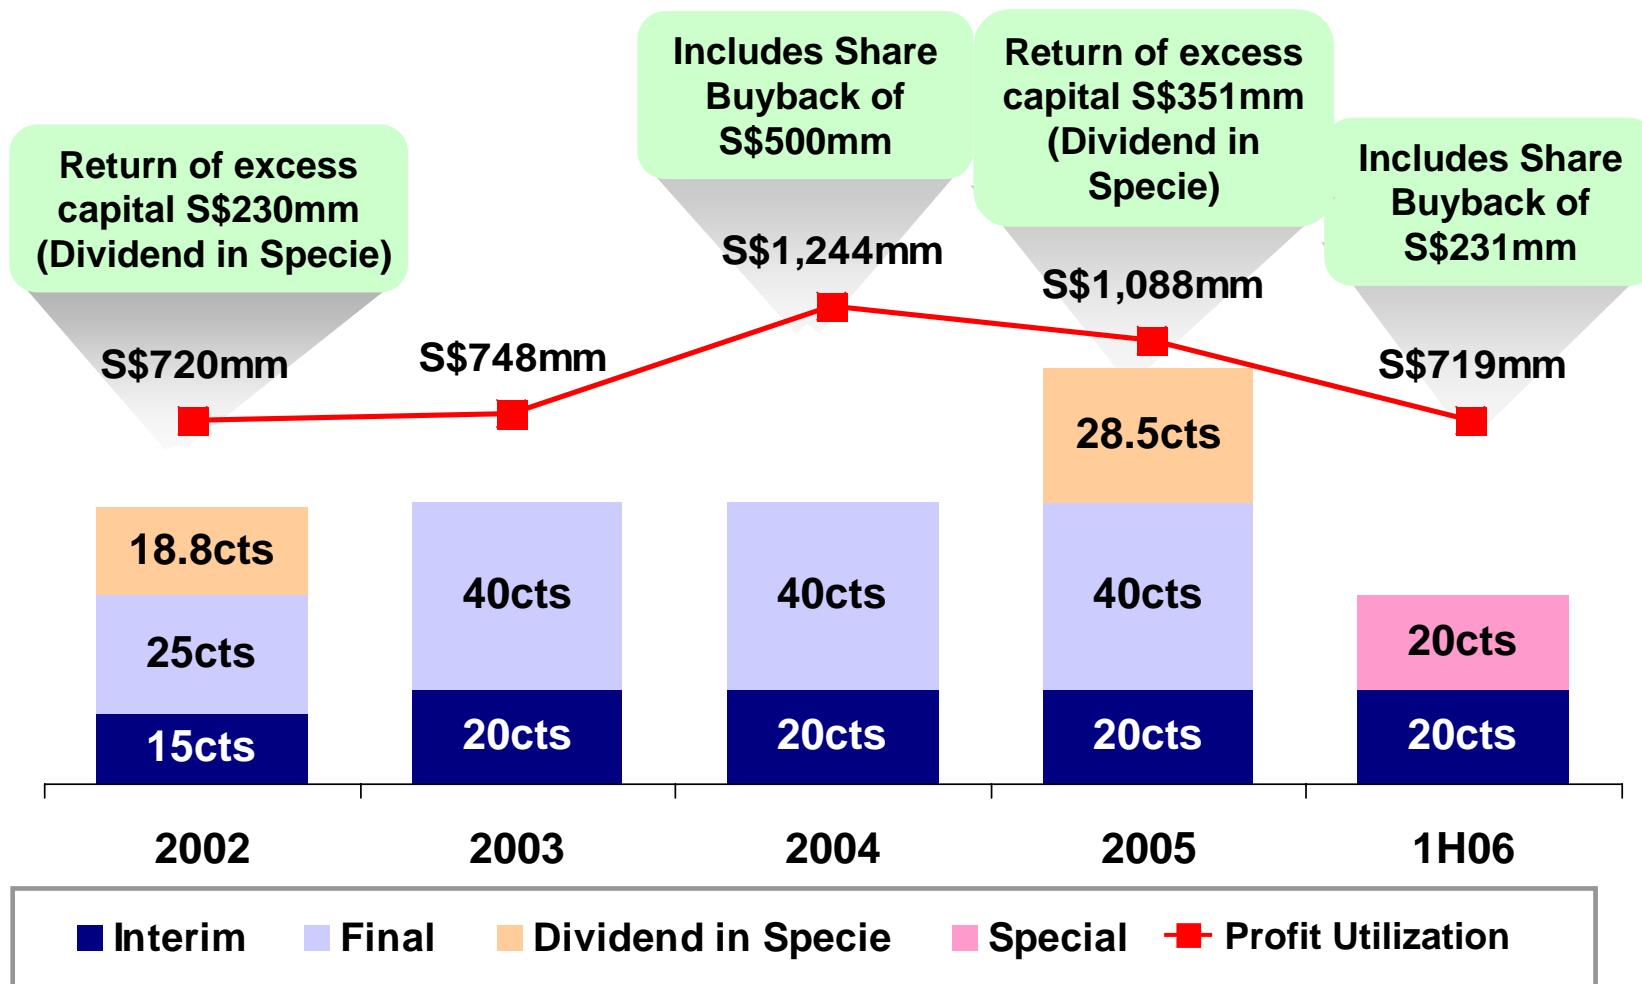 Return of excess
capital S$230mm
(Dividend in Specie)
Includes Share
Buyback of
S$500mm
Return of excess
capital S$351mm
(Dividend in
Specie)
Includes Share
Buyback of
S$231mm
S$720mm
S$748mm
S$1,244mm
S$1,088mm
S$719mm
18.8cts
25cts
15cts
40cts
20cts
40cts
20cts
28.5cts
40cts
20cts
20cts
20cts
2002
2003
2004
2005
1H06
Interim
Final
Dividend in Specie
Special
Profit Utilization